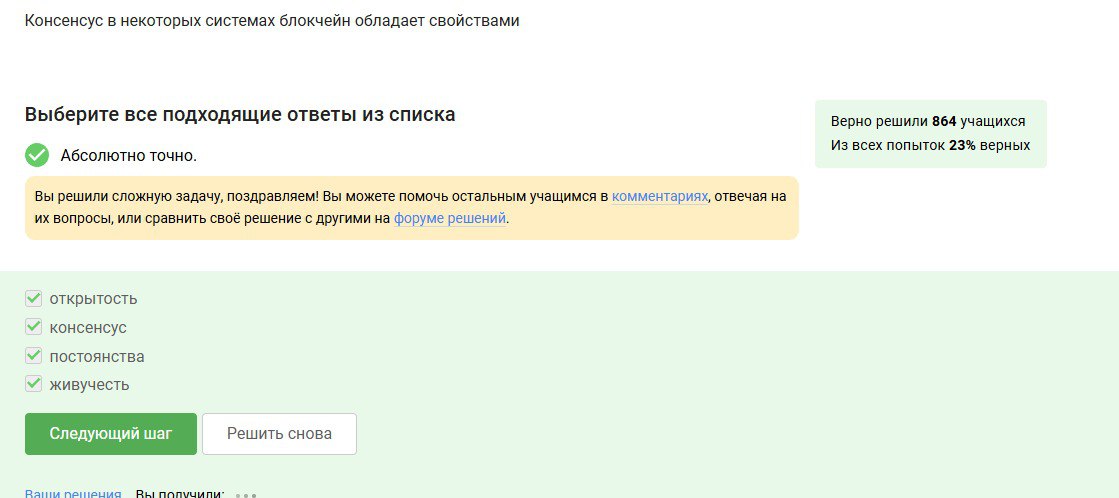 Консенсус в некоторых системах блокчейн обладает свойствами
Выберите все подходящие ответы из списка
Верно решили 864 учащихся
Из всех попыток 23% верных
Абсолютно точно.
Вы решили сложную задачу, поздравляем! Вы можете помочь остальным учащимся в комментариях, отвечая на
их вопросы, или сравнить своё решение с другими на форуме решений.
открытость
консенсус
постоянства
живучесть
Следующий шаг
Решить снова
Ваши решения Вы получили: